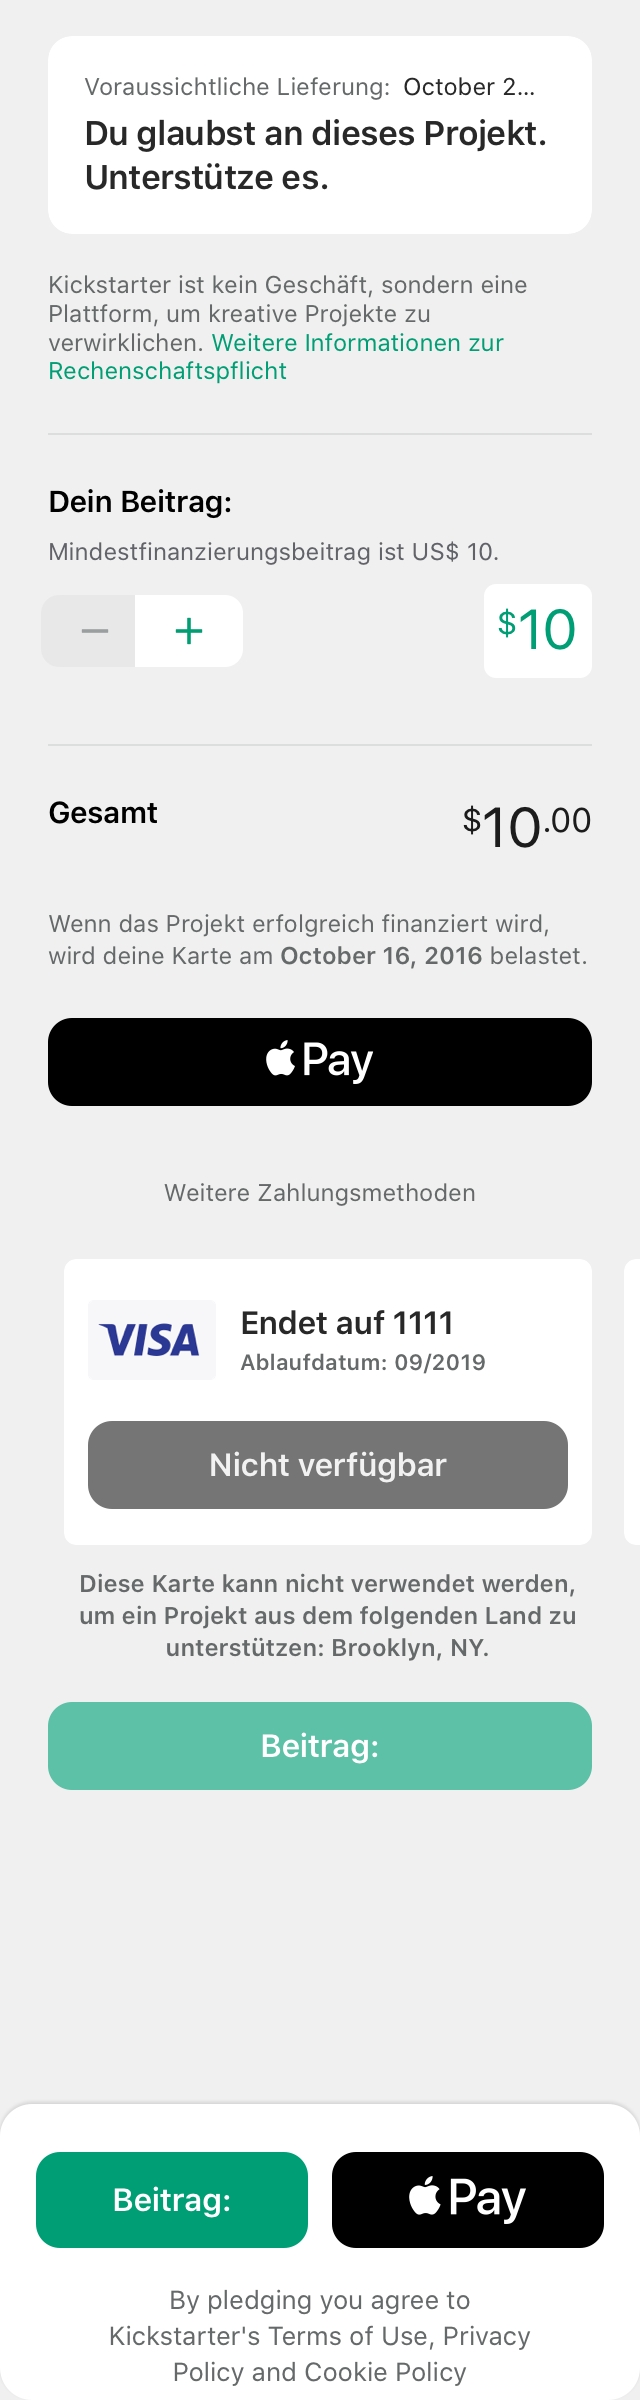 Voraussichtliche Lieferung: October 2...
Du glaubst an dieses Projekt.
Unterstütze es.
Kickstarter ist kein Geschäft, sondern eine
Plattform, um kreative Projekte zu
verwirklichen. Weitere Informationen zur
Rechenschaftspflicht
Dein Beitrag:
Mindestfinanzierungsbeitrag ist US$ 10.
− + $10
Gesamt $10.00
Wenn das Projekt erfolgreich finanziert wird,
wird deine Karte am October 16, 2016 belastet.
Pay
Weitere Zahlungsmethoden
VISA
Endet auf 1111
Ablaufdatum: 09/2019
Nicht verfügbar
Diese Karte kann nicht verwendet werden,
um ein Projekt aus dem folgenden Land zu
unterstützen: Brooklyn, NY.
Beitrag:
Beitrag: Pay
By pledging you agree to
Kickstarter's Terms of Use, Privacy
Policy and Cookie Policy